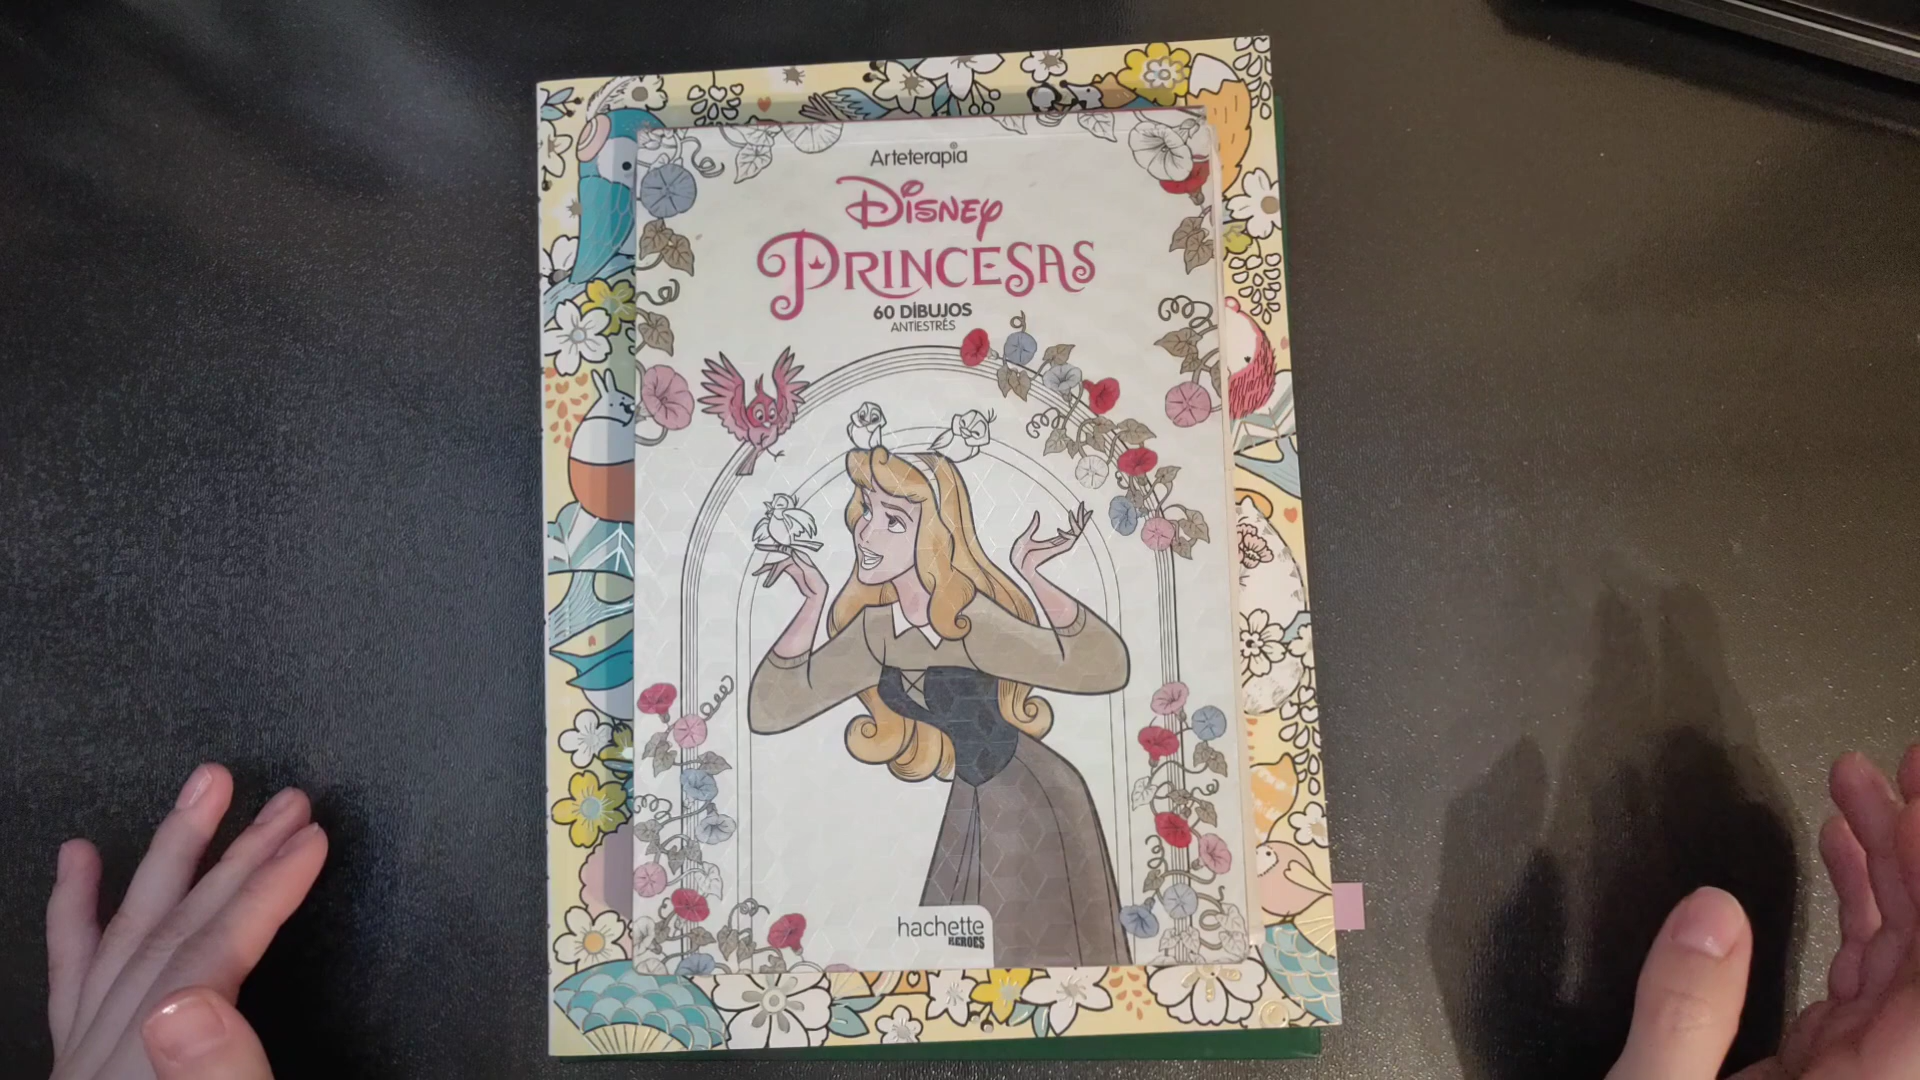 Arteterapia
Disney
PRINCESAS
60 DIBUJOS
ANTIESTRÉS
hachette
HEROES